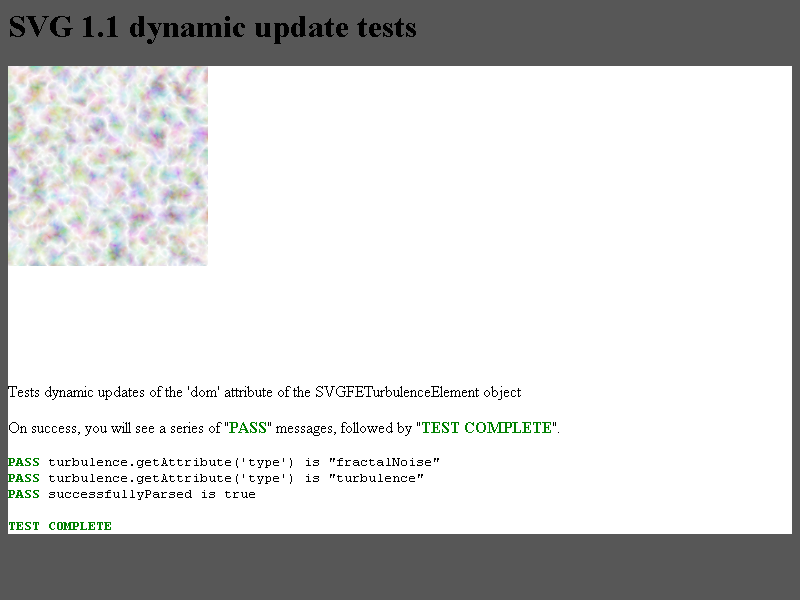 SVG 1.1 dynamic update tests
Tests dynamic updates of the 'dom' attribute of the SVGFETurbulenceElement object
On success, you will see a series of "PASS" messages, followed by "TEST COMPLETE".
PASS turbulence.getAttribute('type') is "fractalNoise"
PASS turbulence.getAttribute('type') is "turbulence"
PASS successfullyParsed is true
TEST COMPLETE